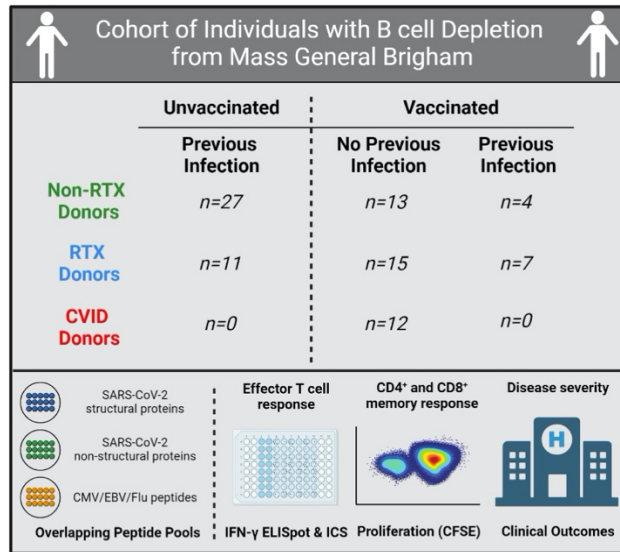 Cohort of Individuals with B cell Depletion
from Mass General Brigham
Unvaccinated
Vaccinated
Previous
Infection
No Previous
Infection
Previous
Infection
Non-RTX
Donors
n=27
n=13
n=4
RTX
Donors
n=11
n=15
n=7
CVID
Donors
n=0
n=12
n=0
SARS-CoV-2
structural proteins
SARS-CoV-2
non-structural proteins
CMV/EBV/Flu peptides
Overlapping Peptide Pools
Effector T cell
response
IFN-γ ELISpot & ICS
CD4⁺ and CD8⁺
memory response
Proliferation (CFSE)
Disease severity
H
Clinical Outcomes